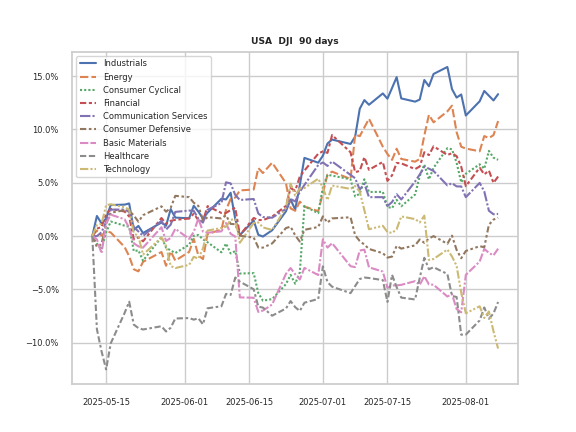 USA DJI 90 days
Industrials
Energy
Consumer Cyclical
Financial
Communication Services
Consumer Defensive
Basic Materials
Healthcare
Technology
15.0%
10.0%
5.0%
0.0%
−5.0%
−10.0%
2025-05-15
2025-06-01
2025-06-15
2025-07-01
2025-07-15
2025-08-01